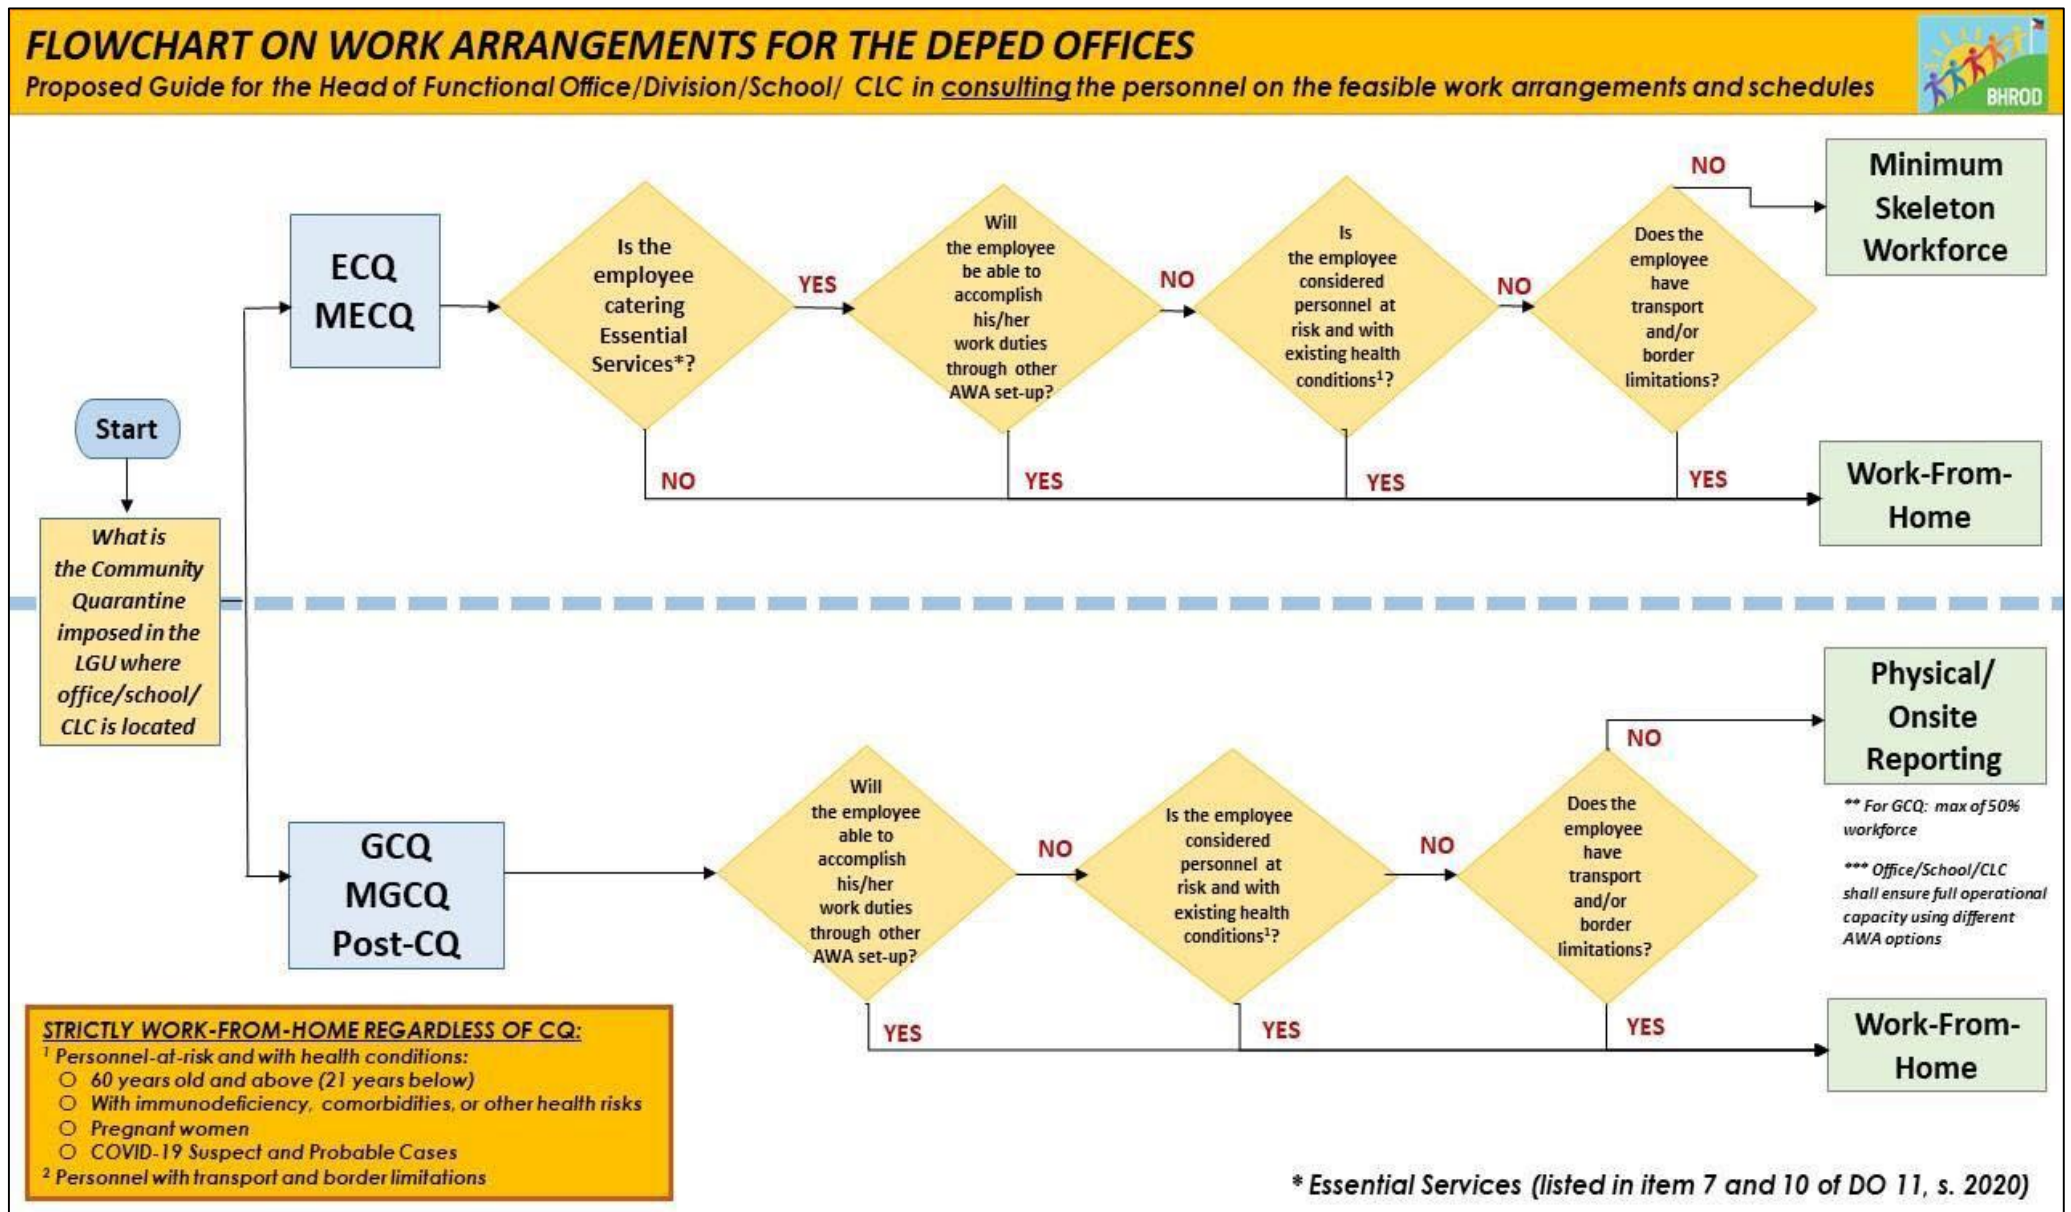 FLOWCHART ON WORK ARRANGEMENTS FOR THE DEPED OFFICES
Proposed Guide for the Head of Functional Office/Division/School/ CLC in consulting the personnel on the feasible work arrangements and schedules
BHROD
Start
What is
the Community
Quarantine
imposed in the
LGU where
office/school/
CLC is located
ECQ
MECQ
Is the
employee
catering
Essential
Services*?
YES
NO
Will
the employee
be able to
accomplish
his/her
work duties
through other
AWA set-up?
NO
YES
Is
the employee
considered
personnel at
risk and with
existing health
conditions¹?
NO
YES
Does the
employee
have
transport
and/or
border
limitations?
NO
YES
Minimum
Skeleton
Workforce
Work-From-
Home
GCQ
MGCQ
Post-CQ
Will
the employee
able to
accomplish
his/her
work duties
through other
AWA set-up?
NO
YES
Is the employee
considered
personnel at
risk and with
existing health
conditions¹?
NO
YES
Does the
employee
have
transport
and/or
border
limitations?
NO
YES
Physical/
Onsite
Reporting
** For GCQ: max of 50%
workforce
*** Office/School/CLC
shall ensure full operational
capacity using different
AWA options
Work-From-
Home
STRICTLY WORK-FROM-HOME REGARDLESS OF CQ:
¹ Personnel-at-risk and with health conditions:
O 60 years old and above (21 years below)
O With immunodeficiency, comorbidities, or other health risks
O Pregnant women
O COVID-19 Suspect and Probable Cases
² Personnel with transport and border limitations
* Essential Services (listed in item 7 and 10 of DO 11, s. 2020)